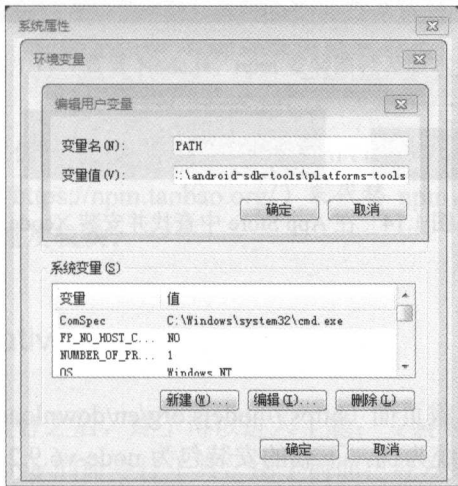 系统属性
环境变量
编辑用户变量
变量名(N): PATH
变量值(V): :\android-sdk-tools\platforms-tools
确定 取消
系统变量(S)
变量 值
ComSpec C:\Windows\system32\cmd.exe
FP_NO_HOST_C... NO
NUMBER_OF_PR... 1
OS Windows NT
新建(W)... 编辑(I)... 删除(L)
确定 取消